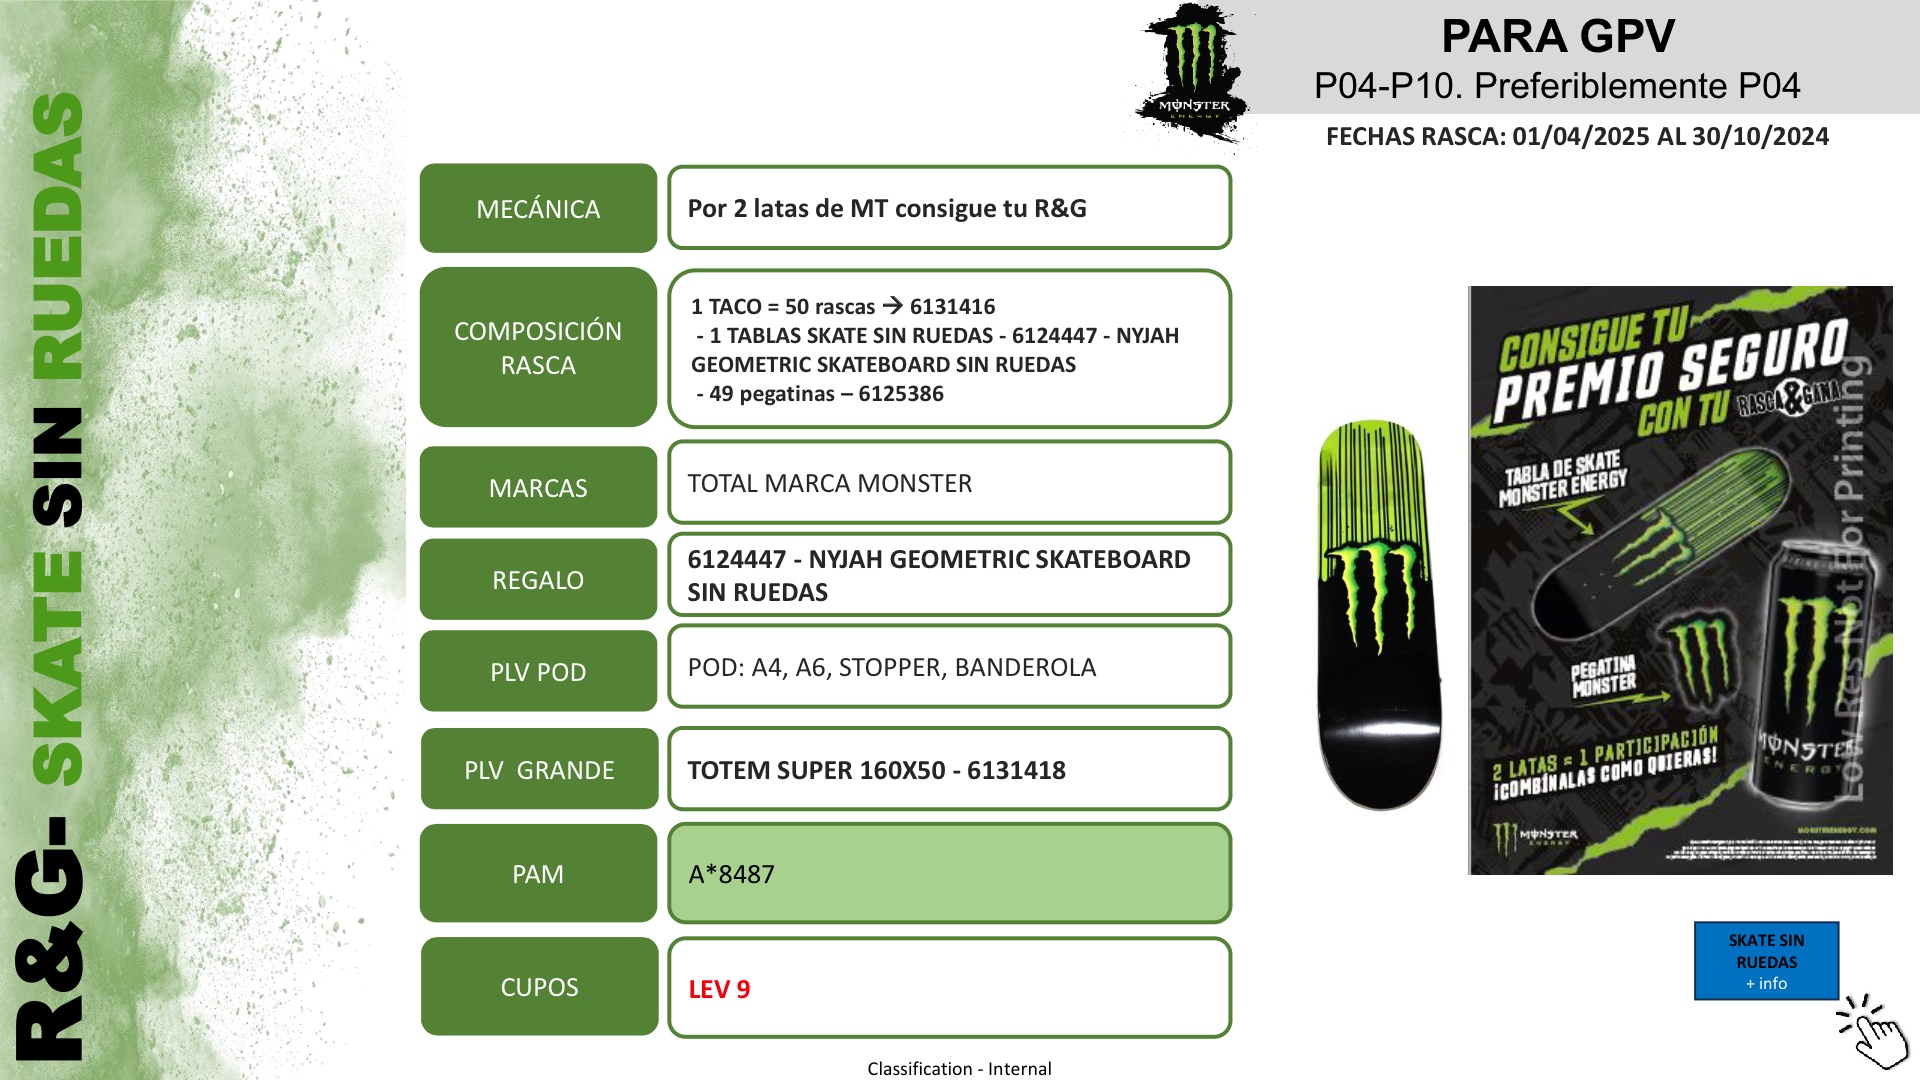 R&G- SKATE SIN RUEDAS
MONSTER
ENERGY
PARA GPV
P04-P10. Preferiblemente P04
FECHAS RASCA: 01/04/2025 AL 30/10/2024
MECÁNICA
Por 2 latas de MT consigue tu R&G
COMPOSICIÓN
RASCA
1 TACO = 50 rascas → 6131416
- 1 TABLAS SKATE SIN RUEDAS - 6124447 - NYJAH
GEOMETRIC SKATEBOARD SIN RUEDAS
- 49 pegatinas – 6125386
MARCAS
TOTAL MARCA MONSTER
REGALO
6124447 - NYJAH GEOMETRIC SKATEBOARD
SIN RUEDAS
PLV POD
POD: A4, A6, STOPPER, BANDEROLA
PLV GRANDE
TOTEM SUPER 160X50 - 6131418
PAM
A*8487
CUPOS
LEV 9
CONSIGUE TU
PREMIO SEGURO
CON TU RASCA&GANA
TABLA DE SKATE
MONSTER ENERGY
PEGATINA
MONSTER
2 LATAS = 1 PARTICIPACIÓN
¡COMBÍNALAS COMO QUIERAS!
MONSTER
ENERGY
MONSTER
ENERGY
MONSTERENERGY.COM
Low Res Not For Printing
SKATE SIN
RUEDAS
+ info
Classification - Internal